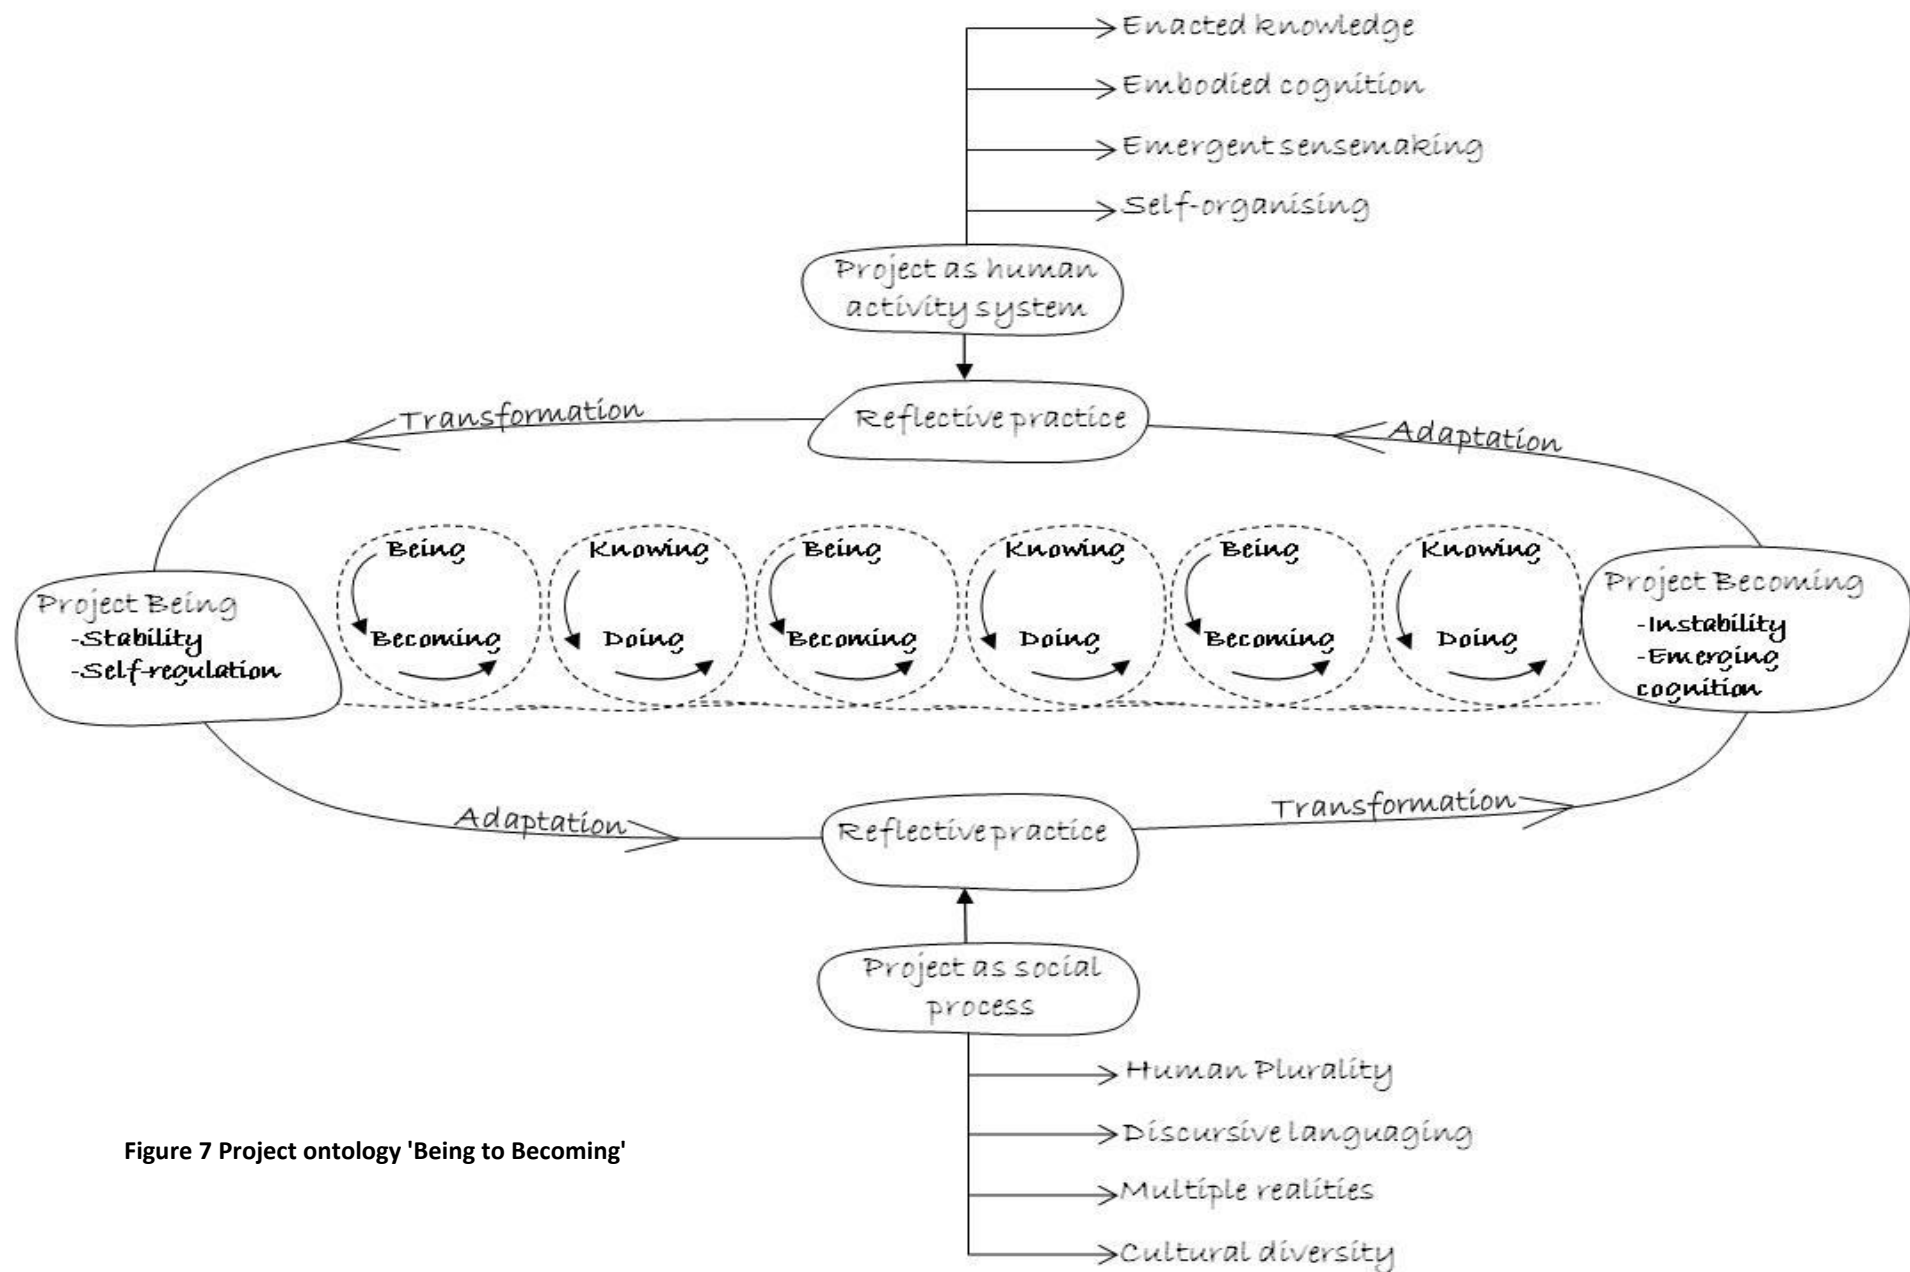 Enacted knowledge
Embodied cognition
Emergent sensemaking
Self-organising
Project as human
activity system
Transformation
Reflective practice
Adaptation
Being
Knowing
Being
Knowing
Being
Knowing
Project Being
-Stability
-Self-regulation
Becoming
Doing
Becoming
Doing
Becoming
Doing
Project Becoming
-Instability
-Emerging
cognition
Adaptation
Reflective practice
Transformation
Project as social
process
Human Plurality
Discursive languaging
Multiple realities
Cultural diversity
Figure 7 Project ontology 'Being to Becoming'